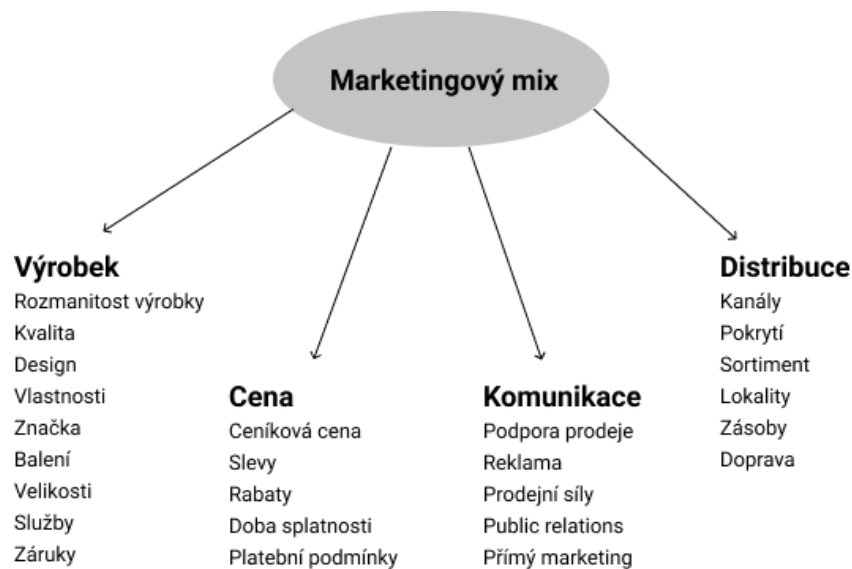 Marketingový mix
Výrobek
Rozmanitost výrobky
Kvalita
Design
Vlastnosti
Značka
Balení
Velikosti
Služby
Záruky
Cena
Ceníková cena
Slevy
Rabaty
Doba splatnosti
Platební podmínky
Komunikace
Podpora prodeje
Reklama
Prodejní síly
Public relations
Přímý marketing
Distribuce
Kanály
Pokrytí
Sortiment
Lokality
Zásoby
Doprava